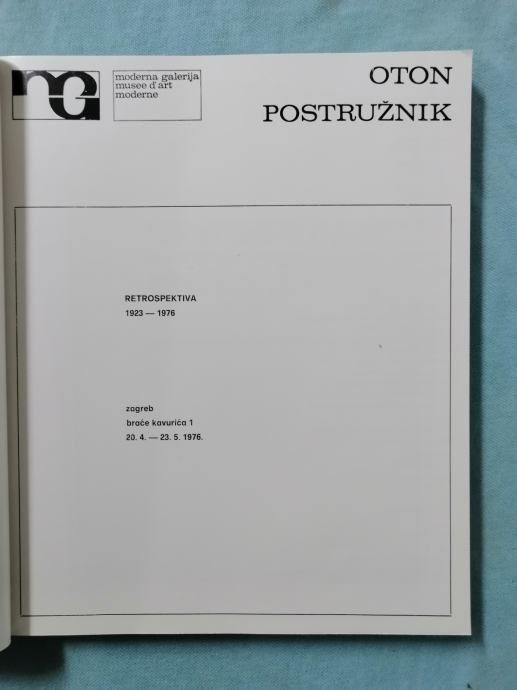 mg
moderna galerija
musee d'art
moderne
OTON
POSTRUŽNIK
RETROSPEKTIVA
1923 — 1976
zagreb
braće kavurića 1
20. 4. — 23. 5. 1976.